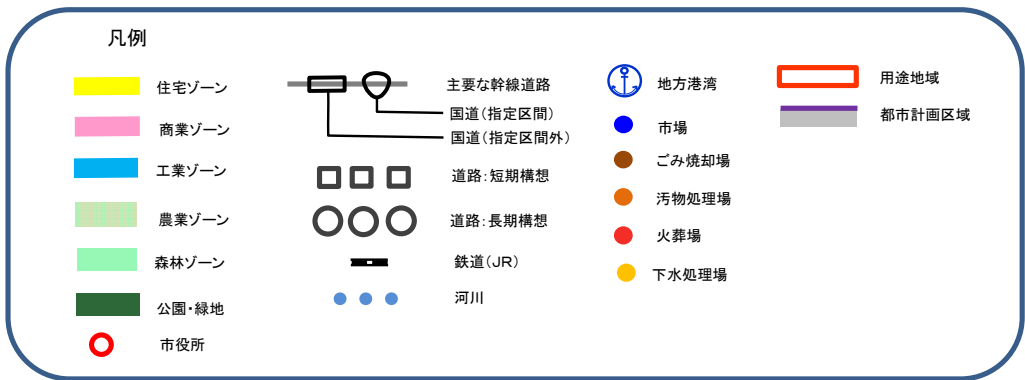 凡例
住宅ゾーン
商業ゾーン
工業ゾーン
農業ゾーン
森林ゾーン
公園・緑地
市役所
主要な幹線道路
国道(指定区間)
国道(指定区間外)
道路:短期構想
道路:長期構想
鉄道(JR)
河川
地方港湾
市場
ごみ焼却場
汚物処理場
火葬場
下水処理場
用途地域
都市計画区域